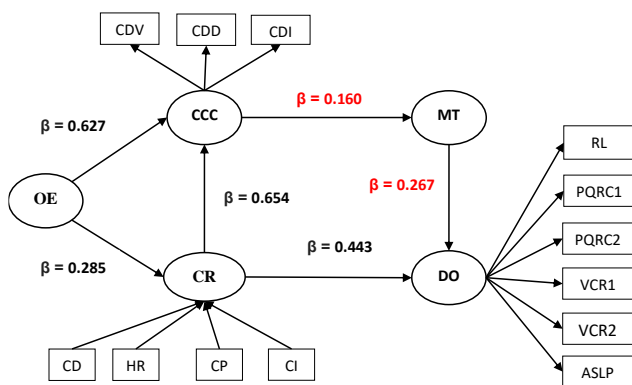 CDV CDD CDI
β = 0.160
CCC MT
β = 0.627
RL
β = 0.267
PQRC1
OE β = 0.654
PQRC2
β = 0.285 β = 0.443
CR DO VCR1
VCR2
CD HR CP CI
ASLP